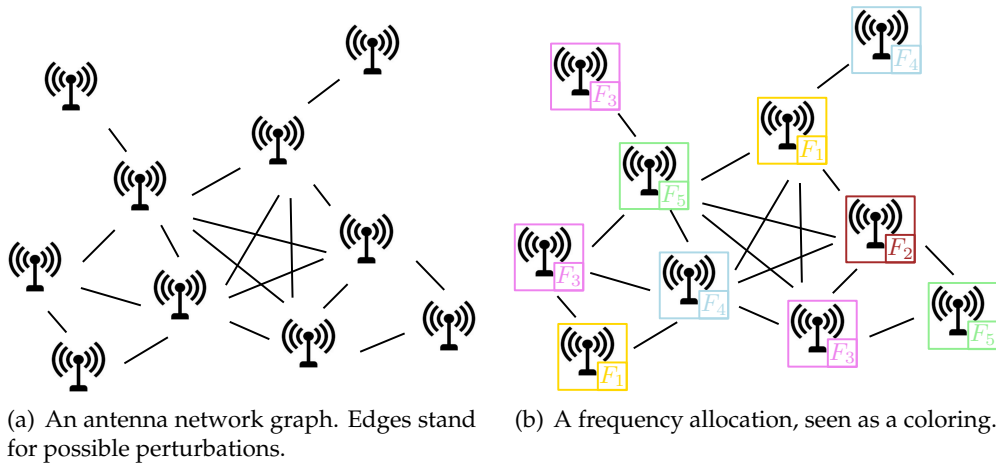 F₄
F₃
F₁
F₅
F₂
F₃
F₄
F₃
F₅
F₁
(a) An antenna network graph. Edges stand
for possible perturbations.
(b) A frequency allocation, seen as a coloring.